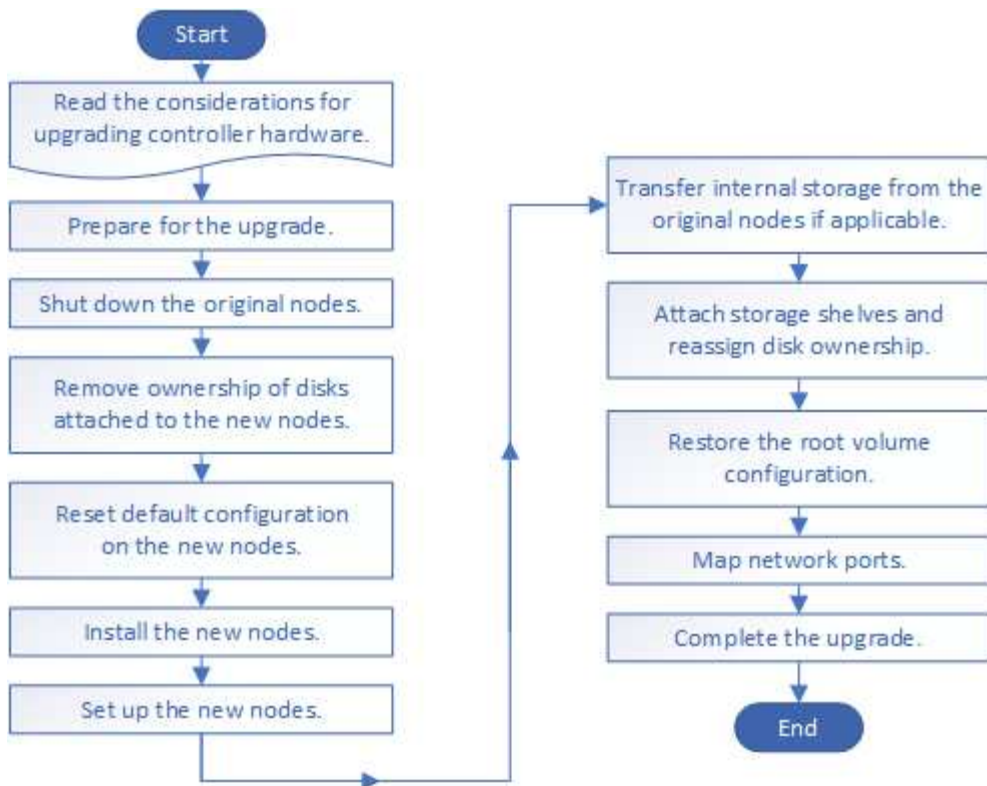 Start
Read the considerations for
upgrading controller hardware.
Prepare for the upgrade.
Shut down the original nodes.
Remove ownership of disks
attached to the new nodes.
Reset default configuration
on the new nodes.
Install the new nodes.
Set up the new nodes.
Transfer internal storage from the
original nodes if applicable.
Attach storage shelves and
reassign disk ownership.
Restore the root volume
configuration.
Map network ports.
Complete the upgrade.
End